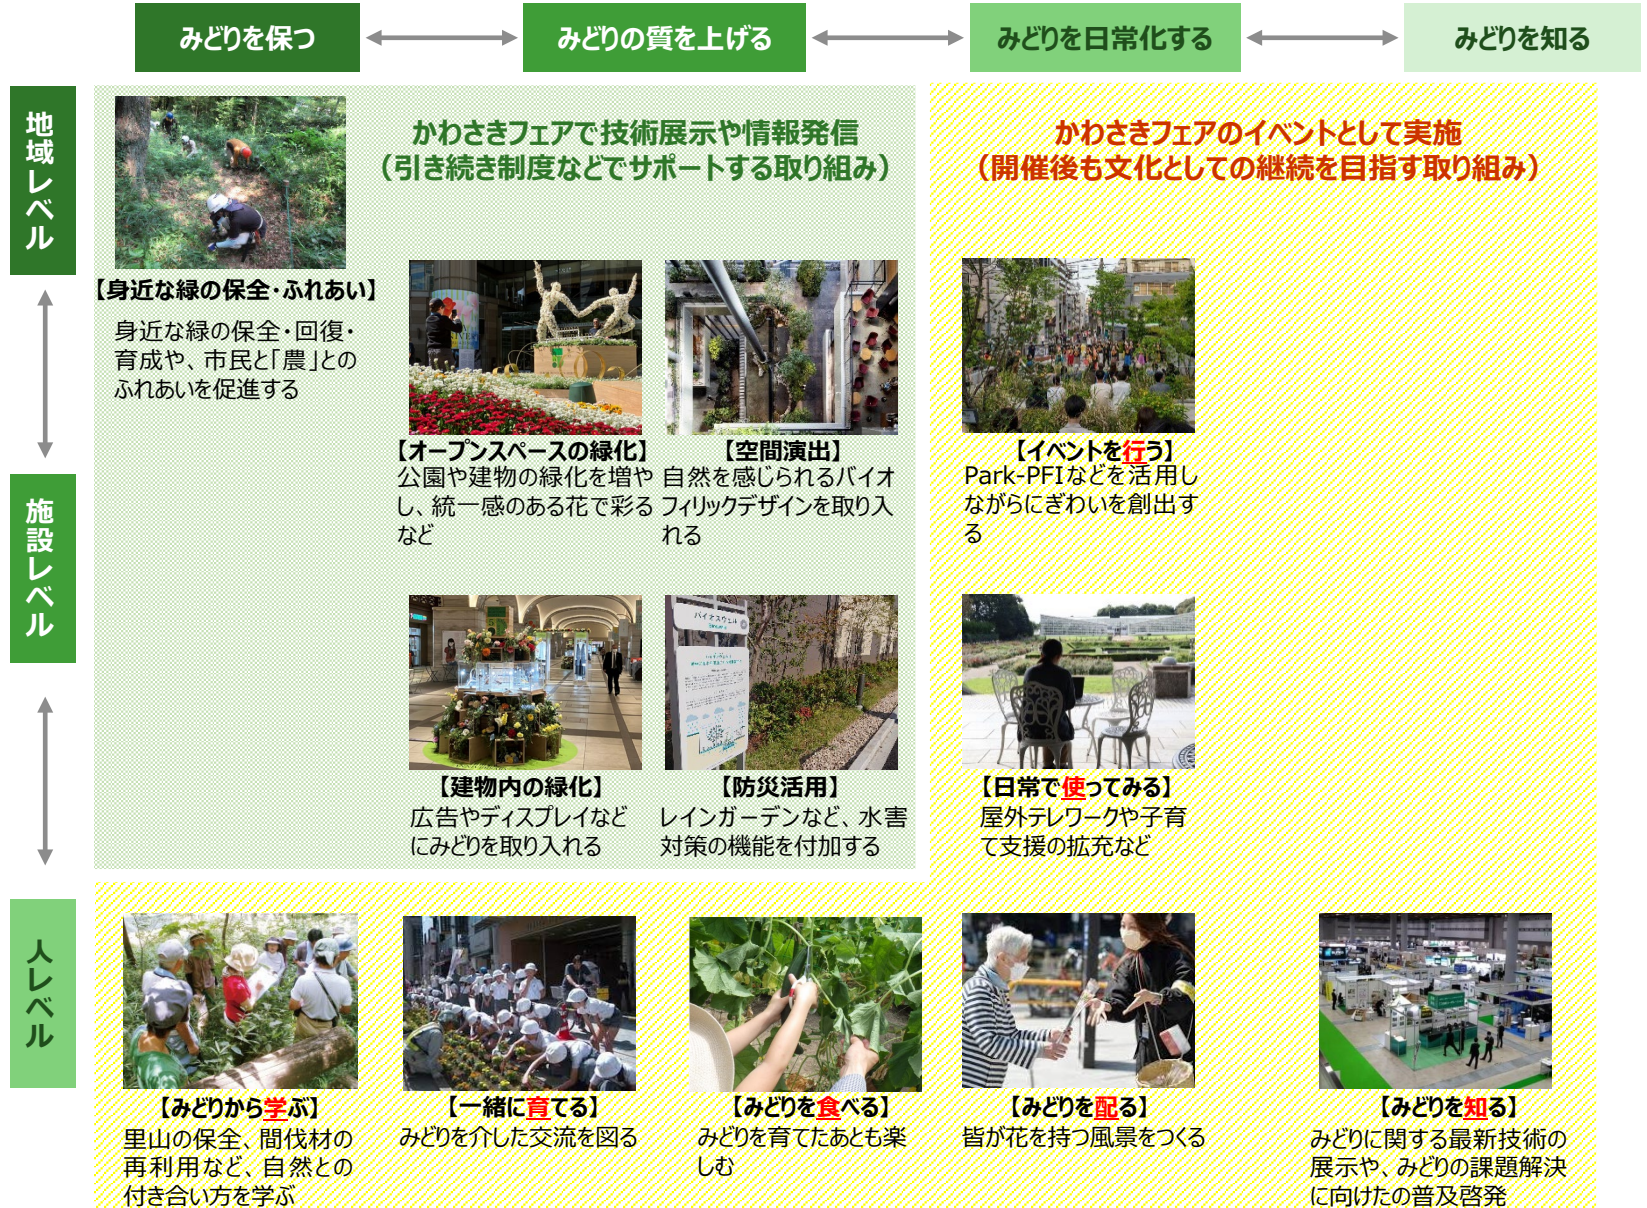 みどりを保つ
みどりの質を上げる
みどりを日常化する
みどりを知る
地域レベル
施設レベル
人レベル
かわさきフェアで技術展示や情報発信
（引き続き制度などでサポートする取り組み）
かわさきフェアのイベントとして実施
（開催後も文化としての継続を目指す取り組み）
【身近な緑の保全・ふれあい】
身近な緑の保全・回復・
育成や、市民と「農」との
ふれあいを促進する
【オープンスペースの緑化】
公園や建物の緑化を増や
し、統一感のある花で彩る
など
【空間演出】
自然を感じられるバイオ
フィリックデザインを取り入
れる
【イベントを行う】
Park-PFIなどを活用し
ながらにぎわいを創出す
る
バイオスウェル
【建物内の緑化】
広告やディスプレイなど
にみどりを取り入れる
【防災活用】
レインガーデンなど、水害
対策の機能を付加する
【日常で使ってみる】
屋外テレワークや子育
て支援の拡充など
【みどりから学ぶ】
里山の保全、間伐材の
再利用など、自然との
付き合い方を学ぶ
【一緒に育てる】
みどりを介した交流を図る
【みどりを食べる】
みどりを育てたあとも楽
しむ
【みどりを配る】
皆が花を持つ風景をつくる
【みどりを知る】
みどりに関する最新技術の
展示や、みどりの課題解決
に向けたの普及啓発